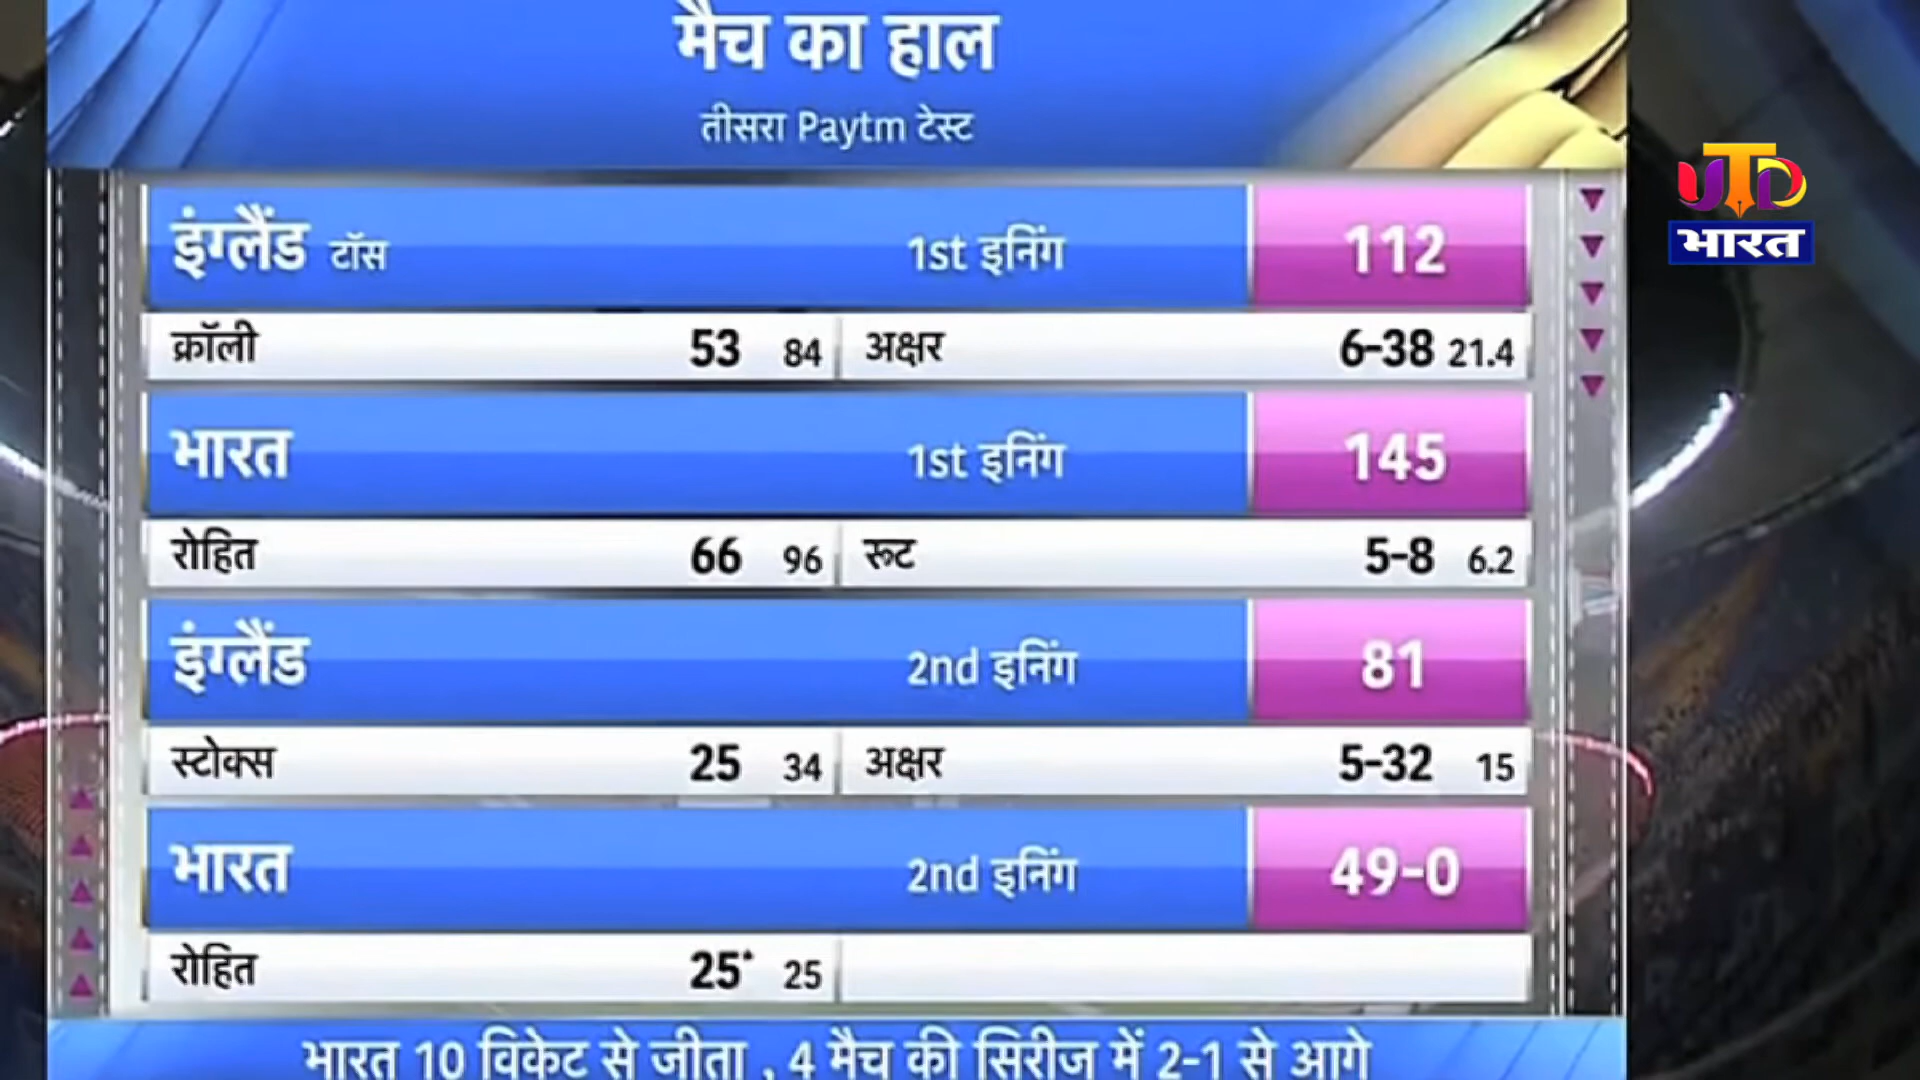 मैच का हाल
तीसरा Paytm टेस्ट
UTD
भारत
इंग्लैंड टॉस 1st इनिंग 112
क्रॉली 53 84 अक्षर 6-38 21.4
भारत 1st इनिंग 145
रोहित 66 96 रूट 5-8 6.2
इंग्लैंड 2nd इनिंग 81
स्टोक्स 25 34 अक्षर 5-32 15
भारत 2nd इनिंग 49-0
रोहित 25* 25
भारत 10 विकेट से जीता , 4 मैच की सिरीज में 2-1 से आगे